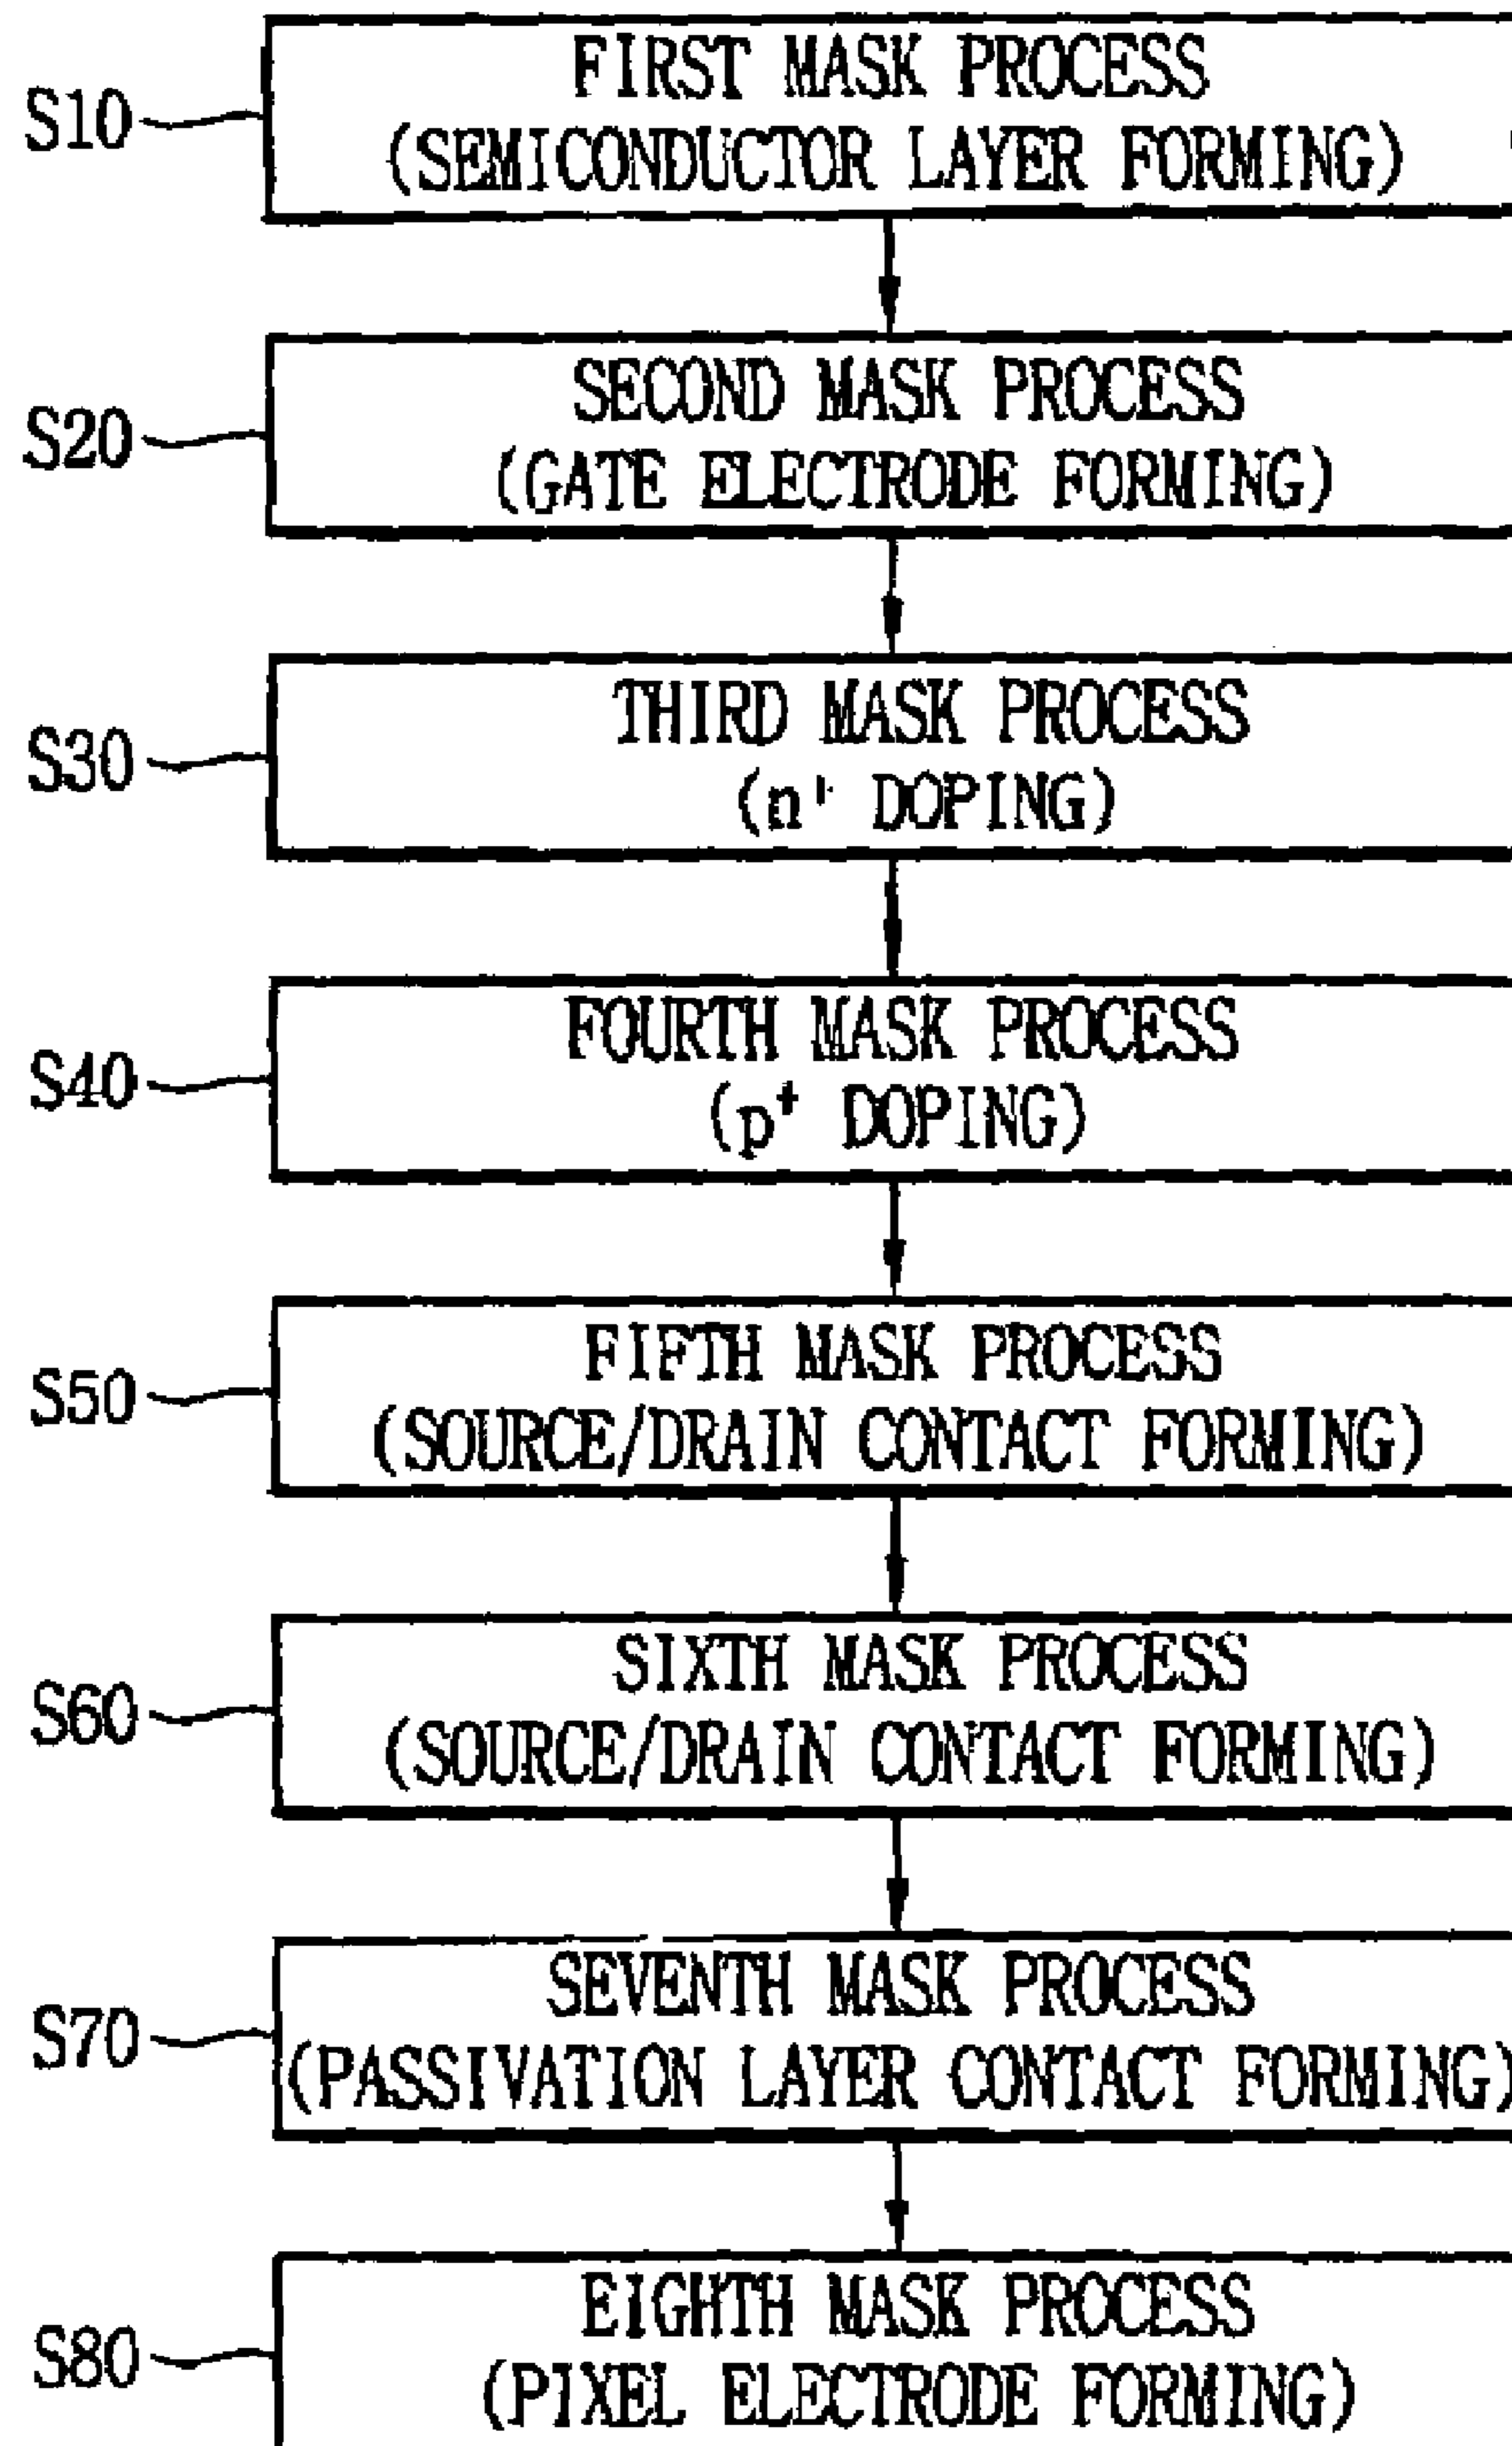 S10
FIRST MASK PROCESS
(SEMICONDUCTOR LAYER FORMING)
S20
SECOND MASK PROCESS
(GATE ELECTRODE FORMING)
S30
THIRD MASK PROCESS
(n⁺ DOPING)
S40
FOURTH MASK PROCESS
(p⁺ DOPING)
S50
FIFTH MASK PROCESS
(SOURCE/DRAIN CONTACT FORMING)
S60
SIXTH MASK PROCESS
(SOURCE/DRAIN CONTACT FORMING)
S70
SEVENTH MASK PROCESS
(PASSIVATION LAYER CONTACT FORMING)
S80
EIGHTH MASK PROCESS
(PIXEL ELECTRODE FORMING)